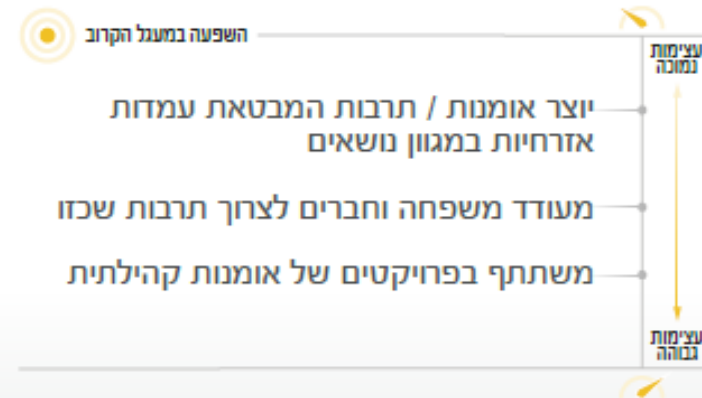 השפעה במעגל הקרוב
עצימות
נמוכה
יוצר אומנות / תרבות המבטאת עמדות
אזרחיות במגוון נושאים
מעודד משפחה וחברים לצרוך תרבות שכזו
משתתף בפרויקטים של אומנות קהילתית
עצימות
גבוהה